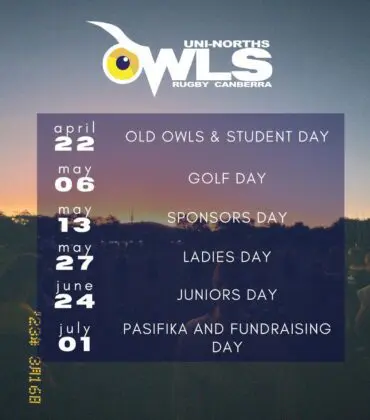 UNI-NORTHS
OWLS
RUGBY CANBERRA
april
22
OLD OWLS & STUDENT DAY
may
06
GOLF DAY
may
13
SPONSORS DAY
may
27
LADIES DAY
june
24
JUNIORS DAY
july
01
PASIFIKA AND FUNDRAISING
DAY
'23年 3月16日